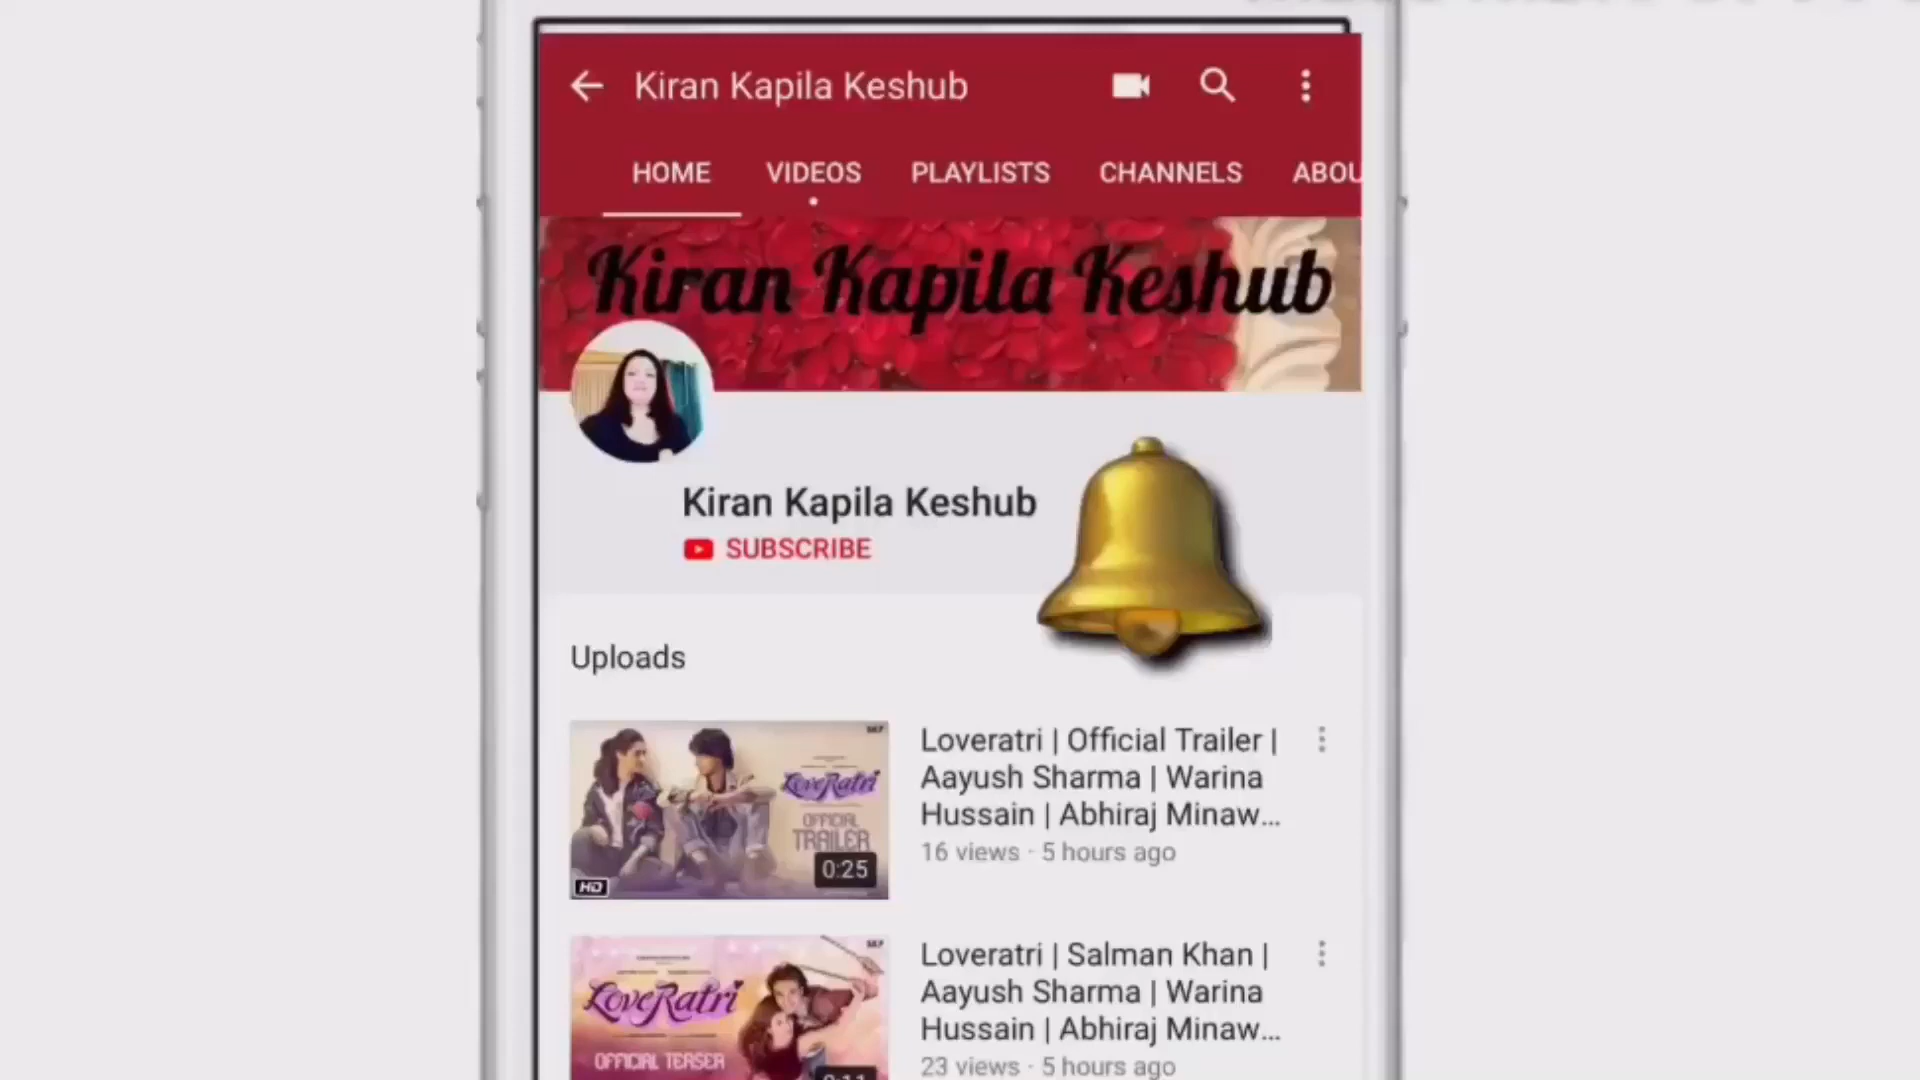 Kiran Kapila Keshub
HOME VIDEOS PLAYLISTS CHANNELS ABOU
Kiran Kapila Keshub
Kiran Kapila Keshub
SUBSCRIBE
Uploads
LoveRatri
OFFICIAL
TRAILER
0:25
HD
Loveratri | Official Trailer |
Aayush Sharma | Warina
Hussain | Abhiraj Minaw...
16 views · 5 hours ago
LoveRatri
OFFICIAL TEASER
0:11
Loveratri | Salman Khan |
Aayush Sharma | Warina
Hussain | Abhiraj Minaw...
23 views · 5 hours ago